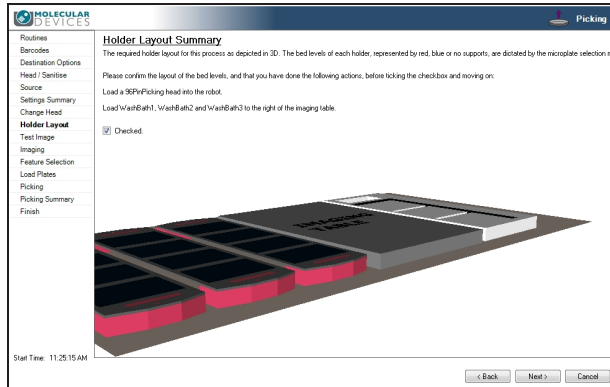 MOLECULAR
DEVICES
Picking
Routines
Barcodes
Destination Options
Head / Sanitise
Source
Settings Summary
Change Head
Holder Layout
Test Image
Imaging
Feature Selection
Load Plates
Picking
Picking Summary
Finish
Start Time: 11:25:15 AM
Holder Layout Summary
The required holder layout for this process as depicted in 3D. The bed levels of each holder, represented by red, blue or no supports, are dictated by the microplate selection m
Please confirm the layout of the bed levels, and that you have done the following actions, before ticking the checkbox and moving on:
Load a 96PinPicking head into the robot.
Load WashBath1, WashBath2 and WashBath3 to the right of the imaging table.
Checked.
IMAGING
TABLE
< Back
Next >
Cancel